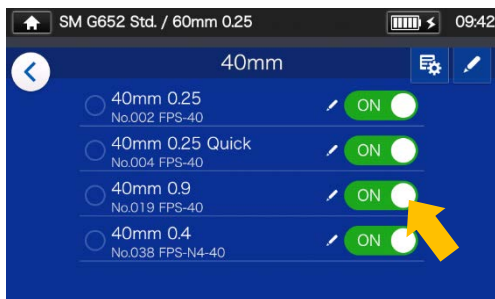 SM G652 Std. / 60mm 0.25 09:42
40mm
40mm 0.25 ON
No.002 FPS-40
40mm 0.25 Quick ON
No.004 FPS-40
40mm 0.9 ON
No.019 FPS-40
40mm 0.4 ON
No.038 FPS-N4-40